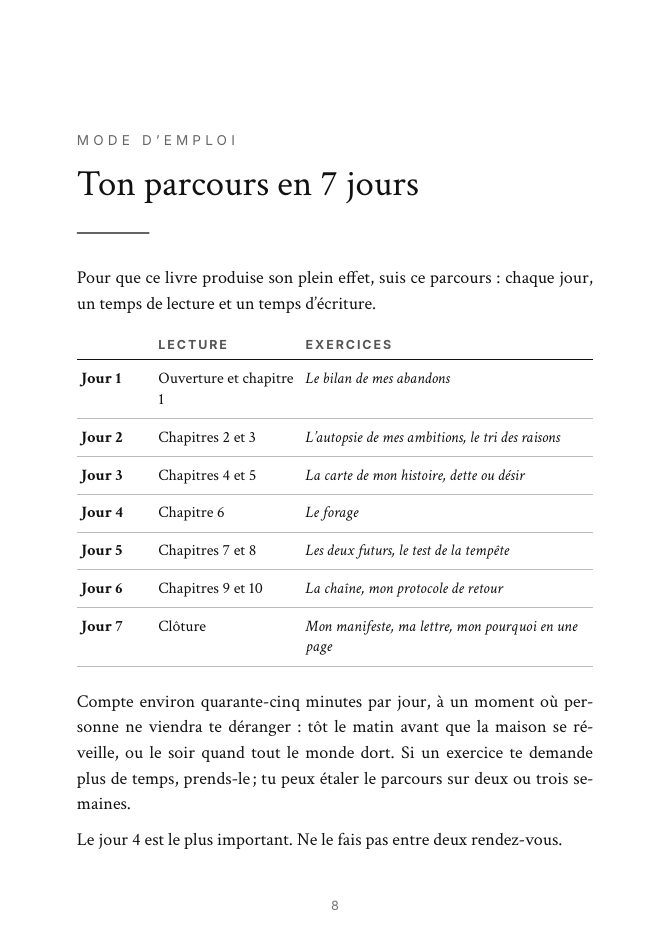 MODE D’EMPLOI
Ton parcours en 7 jours
Pour que ce livre produise son plein effet, suis ce parcours : chaque jour,
un temps de lecture et un temps d’écriture.
LECTURE EXERCICES
Jour 1 Ouverture et chapitre 1 Le bilan de mes abandons
Jour 2 Chapitres 2 et 3 L’autopsie de mes ambitions, le tri des raisons
Jour 3 Chapitres 4 et 5 La carte de mon histoire, dette ou désir
Jour 4 Chapitre 6 Le forage
Jour 5 Chapitres 7 et 8 Les deux futurs, le test de la tempête
Jour 6 Chapitres 9 et 10 La chaîne, mon protocole de retour
Jour 7 Clôture Mon manifeste, ma lettre, mon pourquoi en une
page
Compte environ quarante-cinq minutes par jour, à un moment où per-
sonne ne viendra te déranger : tôt le matin avant que la maison se ré-
veille, ou le soir quand tout le monde dort. Si un exercice te demande
plus de temps, prends-le ; tu peux étaler le parcours sur deux ou trois se-
maines.
Le jour 4 est le plus important. Ne le fais pas entre deux rendez-vous.
8